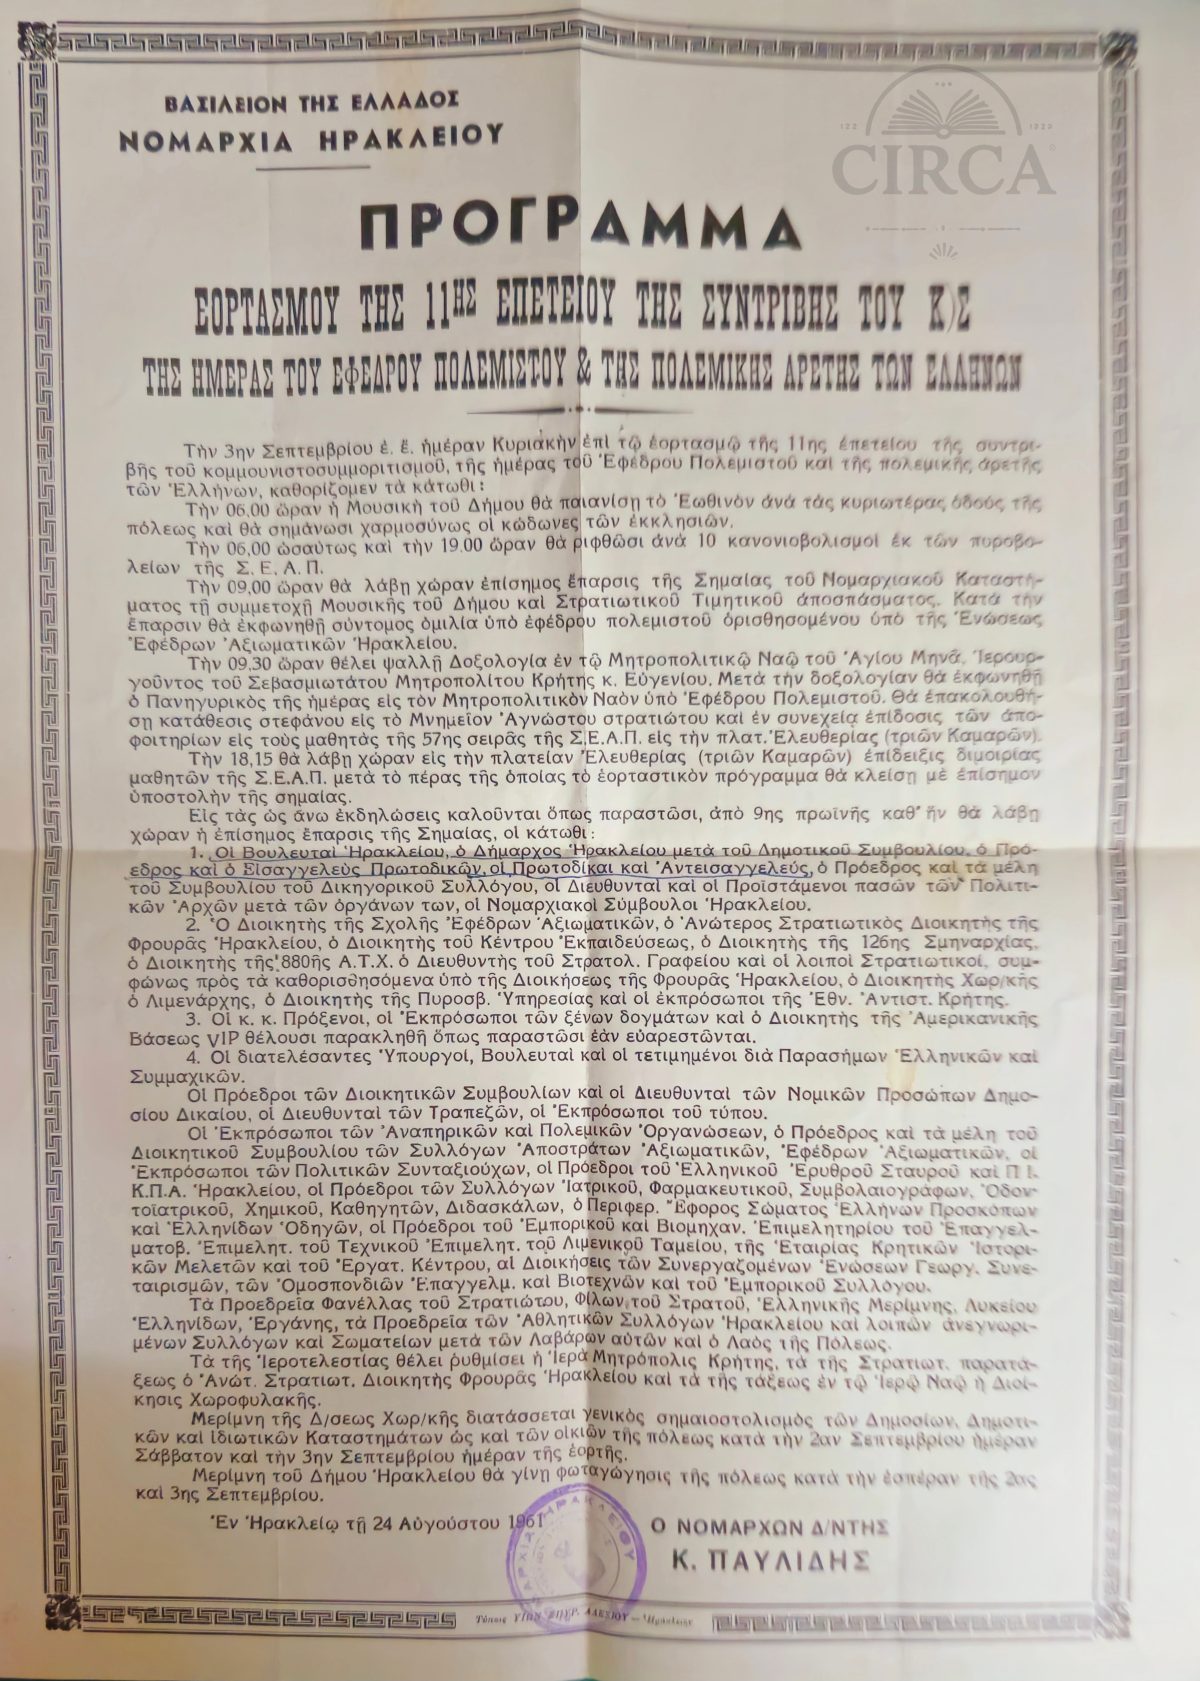 ΒΑΣΙΛΕΙΟΝ ΤΗΣ ΕΛΛΑΔΟΣ
ΝΟΜΑΡΧΙΑ ΗΡΑΚΛΕΙΟΥ
CIRCA
ΠΡΟΓΡΑΜΜΑ
ΕΟΡΤΑΣΜΟΥ ΤΗΣ 11ΗΣ ΕΠΕΤΕΙΟΥ ΤΗΣ ΣΥΝΤΡΙΒΗΣ ΤΟΥ Κ)Σ
ΤΗΣ ΗΜΕΡΑΣ ΤΟΥ ΕΦΕΔΡΟΥ ΠΟΛΕΜΙΣΤΟΥ & ΤΗΣ ΠΟΛΕΜΙΚΗΣ ΑΡΕΤΗΣ ΤΩΝ ΕΛΛΗΝΩΝ
Τὴν 3ην Σεπτεμβρίου ἑ. ἔ. ἡμέραν Κυριακὴν ἐπὶ τῷ ἑορτασμῷ τῆς 11ης ἐπετείου τῆς συντρι-
βῆς τοῦ κομμουνιστοσυμμοριτισμοῦ, τῆς ἡμέρας τοῦ Ἐφέδρου Πολεμιστοῦ καὶ τῆς πολεμικῆς ἀρετῆς
τῶν Ἑλλήνων, καθορίζομεν τὰ κάτωθι:
Τὴν 06.00 ὥραν ἡ Μουσικὴ τοῦ Δήμου θὰ παιανίσῃ τὸ Ἑωθινὸν ἀνά τὰς κυριωτέρας ὁδοὺς τῆς
πόλεως καὶ θὰ σημάνωσι χαρμοσύνως οἱ κώδωνες τῶν ἐκκλησιῶν.
Τὴν 06,00 ὡσαύτως καὶ τὴν 19.00 ὥραν θὰ ριφθῶσι ἀνὰ 10 κανονιοβολισμοὶ ἐκ τῶν πυροβο-
λείων τῆς Σ. Ε. Α. Π.
Τὴν 09,00 ὥραν θὰ λάβῃ χώραν ἐπίσημος ἔπαρσις τῆς Σημαίας τοῦ Νομαρχιακοῦ Καταστή-
ματος τῇ συμμετοχῇ Μουσικῆς τοῦ Δήμου καὶ Στρατιωτικοῦ Τιμητικοῦ ἀποσπάσματος. Κατὰ τὴν
ἔπαρσιν θὰ ἐκφωνηθῇ σύντομος ὁμιλία ὑπὸ ἐφέδρου πολεμιστοῦ ὁρισθησομένου ὑπὸ τῆς Ἑνώσεως
Ἐφέδρων Ἀξιωματικῶν Ἡρακλείου.
Τὴν 09.30 ὥραν θέλει ψαλλῆ Δοξολογία ἐν τῷ Μητροπολιτικῷ Ναῷ τοῦ Ἁγίου Μηνᾶ, Ἱερουρ-
γοῦντος τοῦ Σεβασμιωτάτου Μητροπολίτου Κρήτης κ. Εὐγενίου. Μετὰ τὴν δοξολογίαν θὰ ἐκφωνηθῇ
ὁ Πανηγυρικὸς τῆς ἡμέρας εἰς τὸν Μητροπολιτικὸν Ναὸν ὑπὸ Ἐφέδρου Πολεμιστοῦ. Θὰ ἐπακολουθή-
ση κατάθεσις στεφάνου εἰς τὸ Μνημεῖον Ἀγνώστου στρατιώτου καὶ ἐν συνεχείᾳ ἐπίδοσις τῶν ἀπο-
φοιτηρίων εἰς τοὺς μαθητὰς τῆς 57ης σειρᾶς τῆς Σ.Ε.Α.Π. εἰς τὴν πλατ. Ἐλευθερίας (τριῶν Καμαρῶν).
Τὴν 18,15 θὰ λάβῃ χώραν εἰς τὴν πλατεῖαν Ἐλευθερίας (τριῶν Καμαρῶν) ἐπίδειξις διμοιρίας
μαθητῶν τῆς Σ.Ε.Α.Π. μετὰ τὸ πέρας τῆς ὁποίας τὸ ἑορταστικὸν πρόγραμμα θὰ κλείσῃ μὲ ἐπίσημον
ὑποστολὴν τῆς σημαίας.
Εἰς τὰς ὡς ἄνω ἐκδηλώσεις καλοῦνται ὅπως παραστῶσι, ἀπὸ 9ης πρωϊνῆς καθ' ἣν θὰ λάβῃ
χώραν ἡ ἐπίσημος ἔπαρσις τῆς Σημαίας, οἱ κάτωθι:
1. Οἱ Βουλευταὶ Ἡρακλείου, ὁ Δήμαρχος Ἡρακλείου μετὰ τοῦ Δημοτικοῦ Συμβουλίου, ὁ Πρό-
εδρος καὶ ὁ Εἰσαγγελεὺς Πρωτοδικῶν, οἱ Πρωτοδίκαι καὶ Ἀντεισαγγελεύς, ὁ Πρόεδρος καὶ τὰ μέλη
τοῦ Συμβουλίου τοῦ Δικηγορικοῦ Συλλόγου, οἱ Διευθυνταὶ καὶ οἱ Προϊστάμενοι πασῶν τῶν Πολιτι-
κῶν Ἀρχῶν μετὰ τῶν ὀργάνων των, οἱ Νομαρχιακοὶ Σύμβουλοι Ἡρακλείου.
2. Ὁ Διοικητὴς τῆς Σχολῆς Ἐφέδρων Ἀξιωματικῶν, ὁ Ἀνώτερος Στρατιωτικὸς Διοικητὴς τῆς
Φρουρᾶς Ἡρακλείου, ὁ Διοικητὴς τοῦ Κέντρου Ἐκπαιδεύσεως, ὁ Διοικητὴς τῆς 126ης Σμηναρχίας,
ὁ Διοικητὴς τῆς 880ῆς Α.Τ.Χ. ὁ Διευθυντὴς τοῦ Στρατολ. Γραφείου καὶ οἱ λοιποὶ Στρατιωτικοί, συμ-
φώνως πρὸς τὰ καθορισθησόμενα ὑπὸ τῆς Διοικήσεως τῆς Φρουρᾶς Ἡρακλείου, ὁ Διοικητὴς Χωρ/κῆς
ὁ Λιμενάρχης, ὁ Διοικητὴς τῆς Πυροσβ. Ὑπηρεσίας καὶ οἱ ἐκπρόσωποι τῆς Ἐθν. Ἀντιστ. Κρήτης.
3. Οἱ κ. κ. Πρόξενοι, οἱ Ἐκπρόσωποι τῶν ξένων δογμάτων καὶ ὁ Διοικητὴς τῆς Ἀμερικανικῆς
Βάσεως VIP θέλουσι παρακληθῆ ὅπως παραστῶσι ἐὰν εὐαρεστῶνται.
4. Οἱ διατελέσαντες Ὑπουργοί, Βουλευταὶ καὶ οἱ τετιμημένοι διὰ Παρασήμων Ἑλληνικῶν καὶ
Συμμαχικῶν.
Οἱ Πρόεδροι τῶν Διοικητικῶν Συμβουλίων καὶ οἱ Διευθυνταὶ τῶν Νομικῶν Προσώπων Δημο-
σίου Δικαίου, οἱ Διευθυνταὶ τῶν Τραπεζῶν, οἱ Ἐκπρόσωποι τοῦ τύπου.
Οἱ Ἐκπρόσωποι τῶν Ἀναπηρικῶν καὶ Πολεμικῶν Ὀργανώσεων, ὁ Πρόεδρος καὶ τὰ μέλη τοῦ
Διοικητικοῦ Συμβουλίου τῶν Συλλόγων Ἀποστράτων Ἀξιωματικῶν, Ἐφέδρων Ἀξιωματικῶν, οἱ
Ἐκπρόσωποι τῶν Πολιτικῶν Συνταξιούχων, οἱ Πρόεδροι τοῦ Ἑλληνικοῦ Ἐρυθροῦ Σταυροῦ καὶ Π.Ι.
Κ.Π.Α. Ἡρακλείου, οἱ Πρόεδροι τῶν Συλλόγων Ἰατρικοῦ, Φαρμακευτικοῦ, Συμβολαιογράφων, Ὀδον-
τοϊατρικοῦ, Χημικοῦ, Καθηγητῶν, Διδασκάλων, ὁ Περιφερ. Ἔφορος Σώματος Ἑλλήνων Προσκόπων
καὶ Ἑλληνίδων Ὁδηγῶν, οἱ Πρόεδροι τοῦ Ἐμπορικοῦ καὶ Βιομηχαν. Ἐπιμελητηρίου τοῦ Ἐπαγγελ-
ματοβ. Ἐπιμελητ. τοῦ Τεχνικοῦ Ἐπιμελητ. τοῦ Λιμενικοῦ Ταμείου, τῆς Ἑταιρίας Κρητικῶν Ἱστορι-
κῶν Μελετῶν καὶ τοῦ Ἐργατ. Κέντρου, αἱ Διοικήσεις τῶν Συνεργαζομένων Ἑνώσεων Γεωργ. Συνε-
ταιρισμῶν, τῶν Ὁμοσπονδιῶν Ἐπαγγελμ. καὶ Βιοτεχνῶν καὶ τοῦ Ἐμπορικοῦ Συλλόγου.
Τὰ Προεδρεῖα Φανέλλας τοῦ Στρατιώτου, Φίλων τοῦ Στρατοῦ, Ἑλληνικῆς Μερίμνης, Λυκείου
Ἑλληνίδων, Ἐργάνης, τὰ Προεδρεῖα τῶν Ἀθλητικῶν Συλλόγων Ἡρακλείου καὶ λοιπῶν ἀνεγνωρι-
μένων Συλλόγων καὶ Σωματείων μετὰ τῶν Λαβάρων αὐτῶν καὶ ὁ Λαὸς τῆς Πόλεως.
Τὰ τῆς Ἱεροτελεστίας θέλει ρυθμίσει ἡ Ἱερὰ Μητρόπολις Κρήτης, τὰ τῆς Στρατιωτ. παρατά-
ξεως ὁ Ἀνώτ. Στρατιωτ. Διοικητὴς Φρουρᾶς Ἡρακλείου καὶ τὰ τῆς τάξεως ἐν τῷ Ἱερῷ Ναῷ ἡ Διοί-
κησις Χωροφυλακῆς.
Μερίμνῃ τῆς Δ/σεως Χωρ/κῆς διατάσσεται γενικὸς σημαιοστολισμὸς τῶν Δημοσίων, Δημοτι-
κῶν καὶ ἰδιωτικῶν Καταστημάτων ὡς καὶ τῶν οἰκιῶν τῆς πόλεως κατὰ τὴν 2αν Σεπτεμβρίου ἡμέραν
Σάββατον καὶ τὴν 3ην Σεπτεμβρίου ἡμέραν τῆς ἑορτῆς.
Μερίμνῃ τοῦ Δήμου Ἡρακλείου θὰ γίνῃ φωταγώγησις τῆς πόλεως κατὰ τὴν ἑσπέραν τῆς 2ας
καὶ 3ης Σεπτεμβρίου.
Ἐν Ἡρακλείῳ τῇ 24 Αὐγούστου 1961
Ο ΝΟΜΑΡΧΩΝ Δ/ΝΤΗΣ
Κ. ΠΑΥΛΙΔΗΣ
ΝΟΜΑΡΧΙΑ ΗΡΑΚΛΕΙΟΥ
Τύποις ΥΙΩΝ ΣΠΥΡ. ΑΛΕΞΙΟΥ — Ἡράκλειον